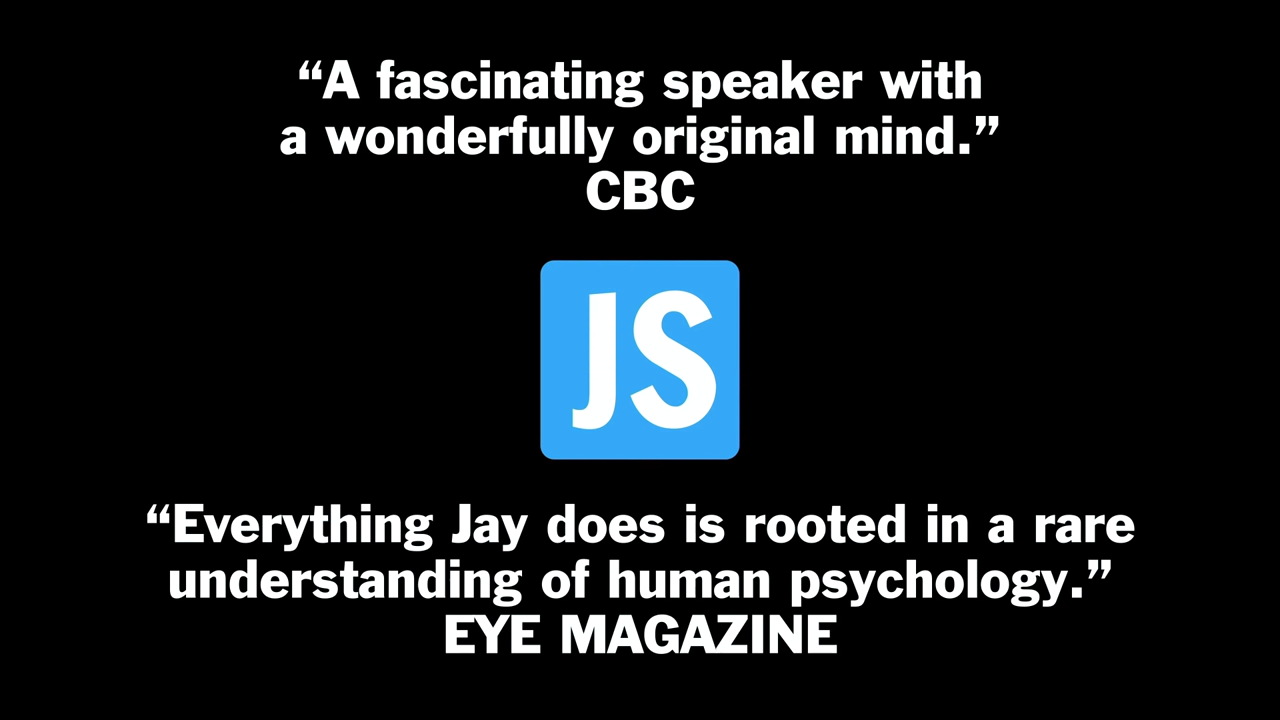 “A fascinating speaker with
a wonderfully original mind.”
CBC
JS
“Everything Jay does is rooted in a rare
understanding of human psychology.”
EYE MAGAZINE